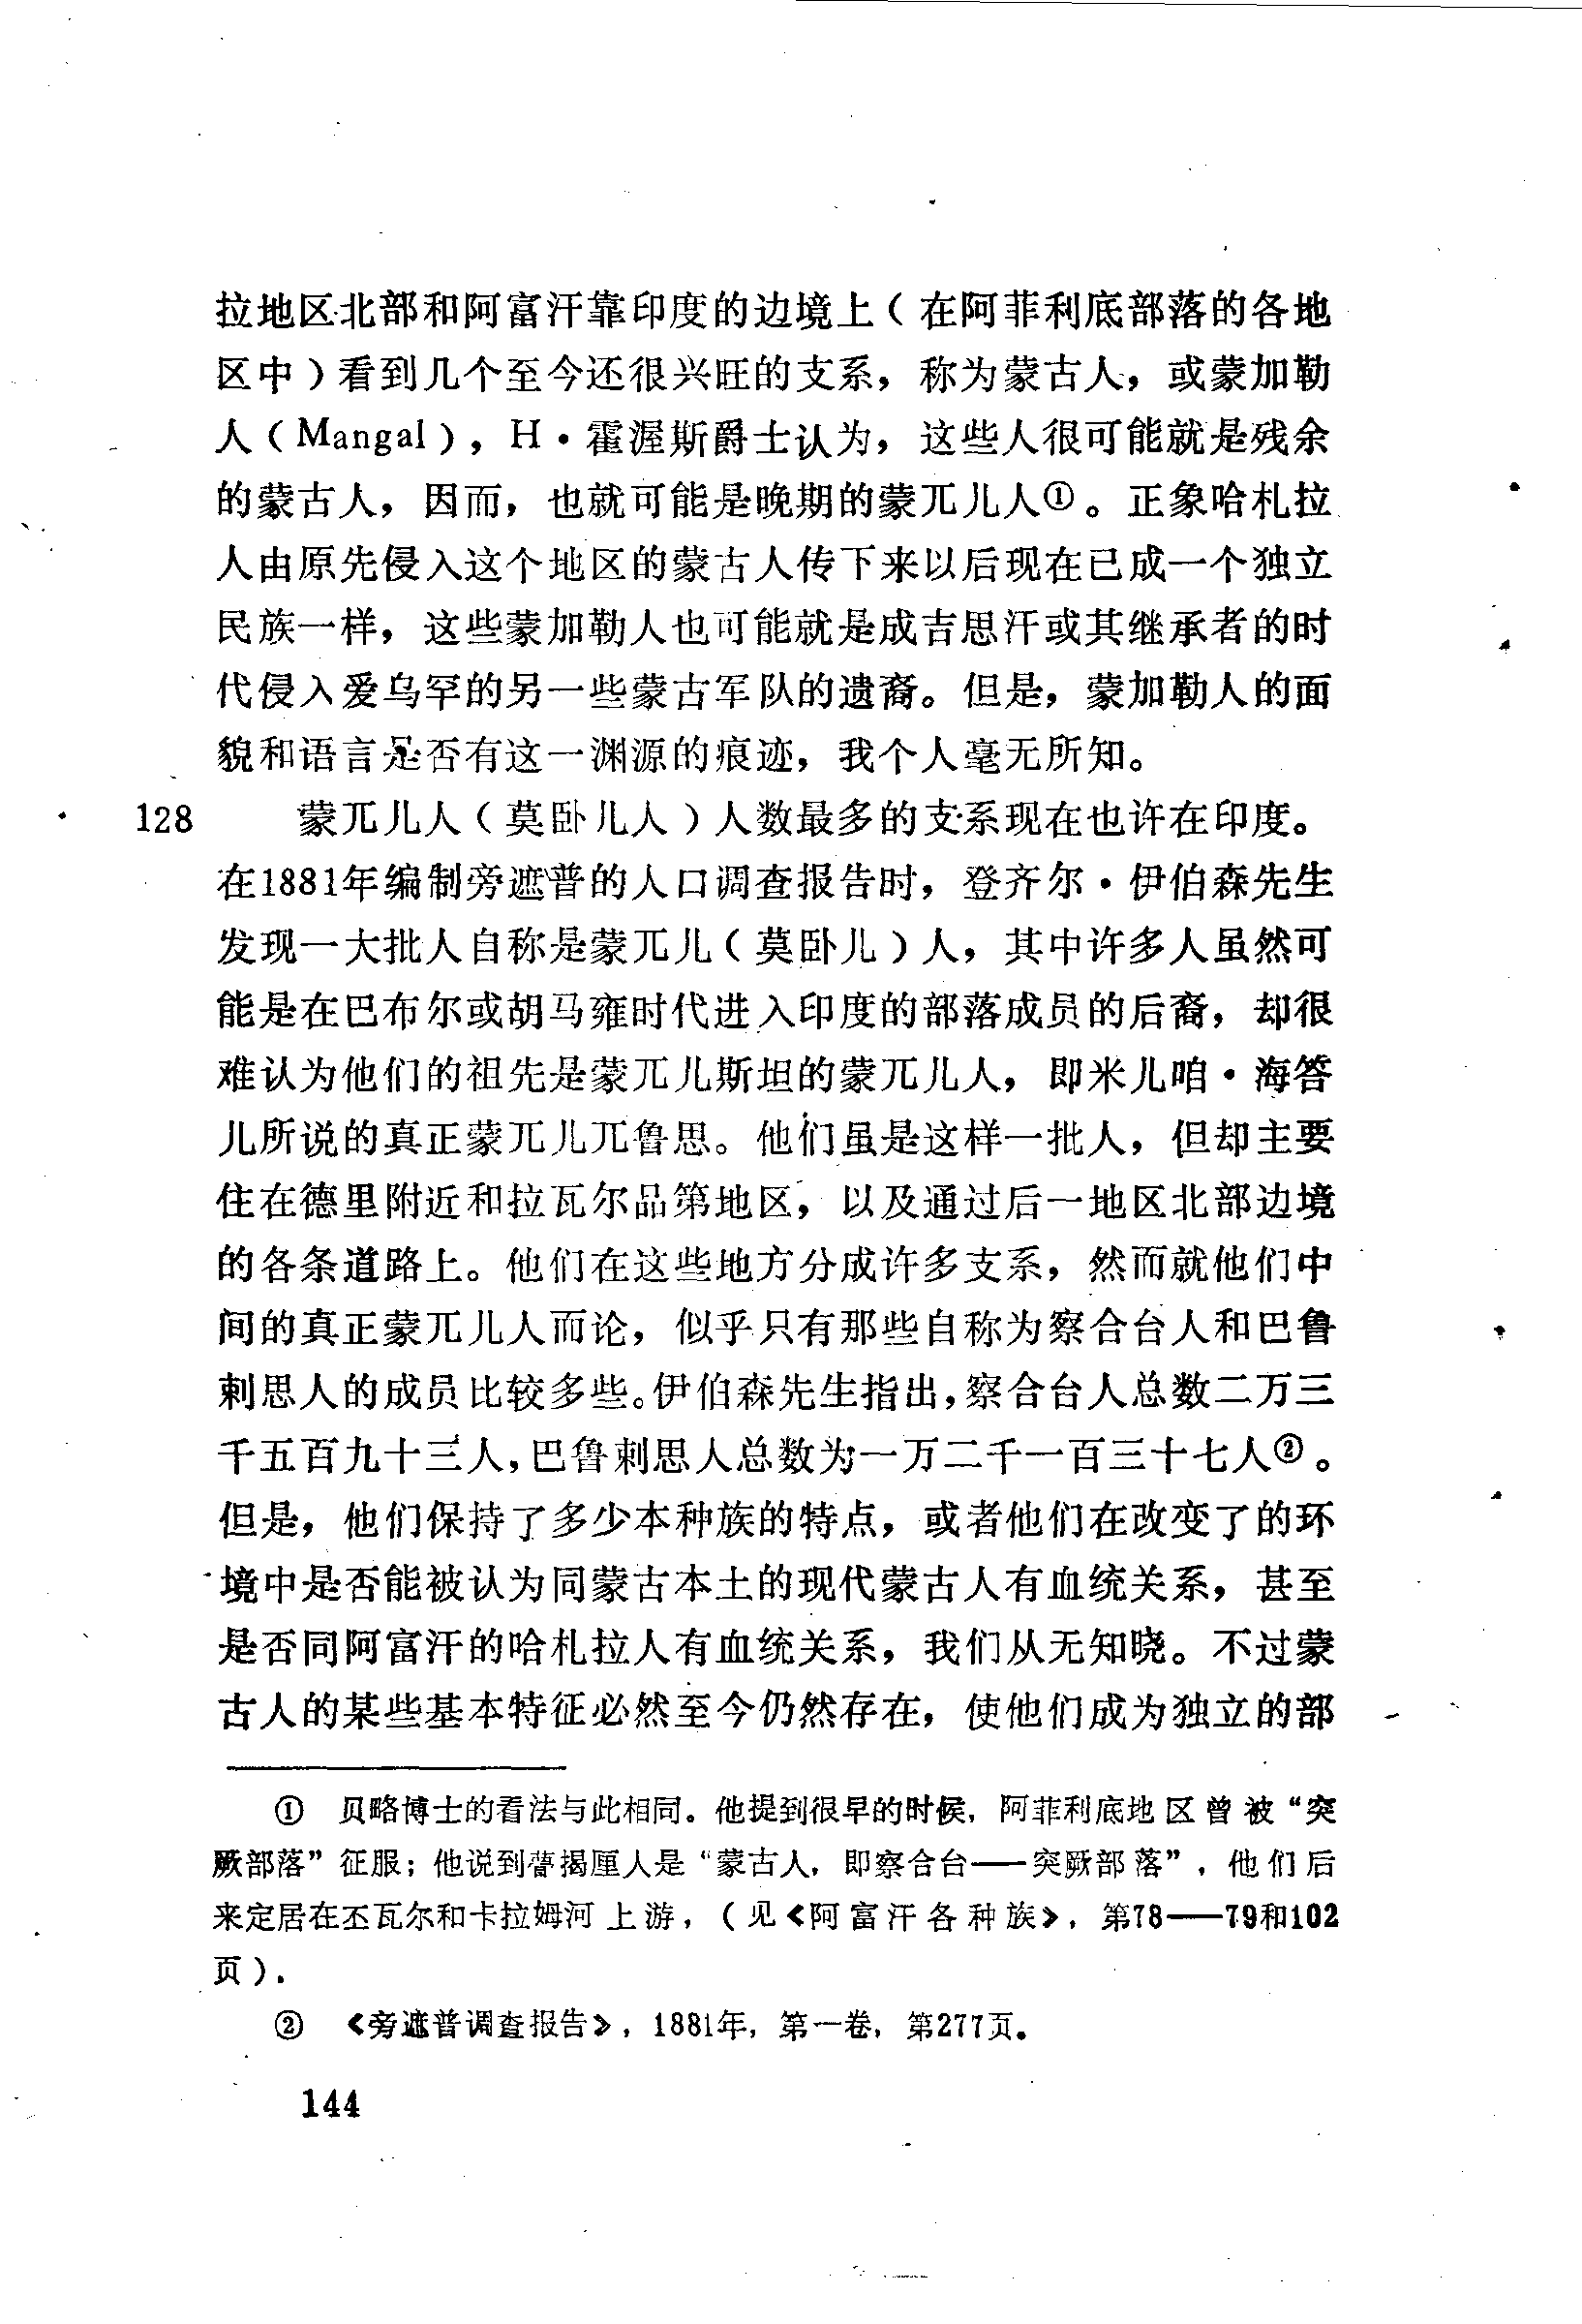 拉地区北部和阿富汗靠印度的边境上（在阿菲利底部落的各地
区中）看到几个至今还很兴旺的支系，称为蒙古人，或蒙加勒
人（Mangal），H·霍渥斯爵士认为，这些人很可能就是残余
的蒙古人，因而，也就可能是晚期的蒙兀儿人①。正象哈札拉
人由原先侵入这个地区的蒙古人传下来以后现在已成一个独立
民族一样，这些蒙加勒人也可能就是成吉思汗或其继承者的时
代侵入爱乌罕的另一些蒙古军队的遗裔。但是，蒙加勒人的面
貌和语言是否有这一渊源的痕迹，我个人毫无所知。
128 蒙兀儿人（莫卧儿人）人数最多的支系现在也许在印度。
在1881年编制旁遮普的人口调查报告时，登齐尔·伊伯森先生
发现一大批人自称是蒙兀儿（莫卧儿）人，其中许多人虽然可
能是在巴布尔或胡马雍时代进入印度的部落成员的后裔，却很
难认为他们的祖先是蒙兀儿斯坦的蒙兀儿人，即米儿咱·海答
儿所说的真正蒙兀儿兀鲁思。他们虽是这样一批人，但却主要
住在德里附近和拉瓦尔品第地区，以及通过后一地区北部边境
的各条道路上。他们在这些地方分成许多支系，然而就他们中
间的真正蒙兀儿人而论，似乎只有那些自称为察合台人和巴鲁
刺思人的成员比较多些。伊伯森先生指出，察合台人总数二万三
千五百九十三人，巴鲁刺思人总数为一万二千一百三十七人②。
但是，他们保持了多少本种族的特点，或者他们在改变了的环
境中是否能被认为同蒙古本土的现代蒙古人有血统关系，甚至
是否同阿富汗的哈札拉人有血统关系，我们从无知晓。不过蒙
古人的某些基本特征必然至今仍然存在，使他们成为独立的部
① 贝略博士的看法与此相同。他提到很早的时候，阿菲利底地区曾被“突
厥部落”征服；他说到揭厘人是“蒙古人，即察合台——突厥部落”，他们后
来定居在丕瓦尔和卡拉姆河上游，（见《阿富汗各种族》，第78——79和102
页）。
② 《旁遮普调查报告》，1881年，第一卷，第277页。
144